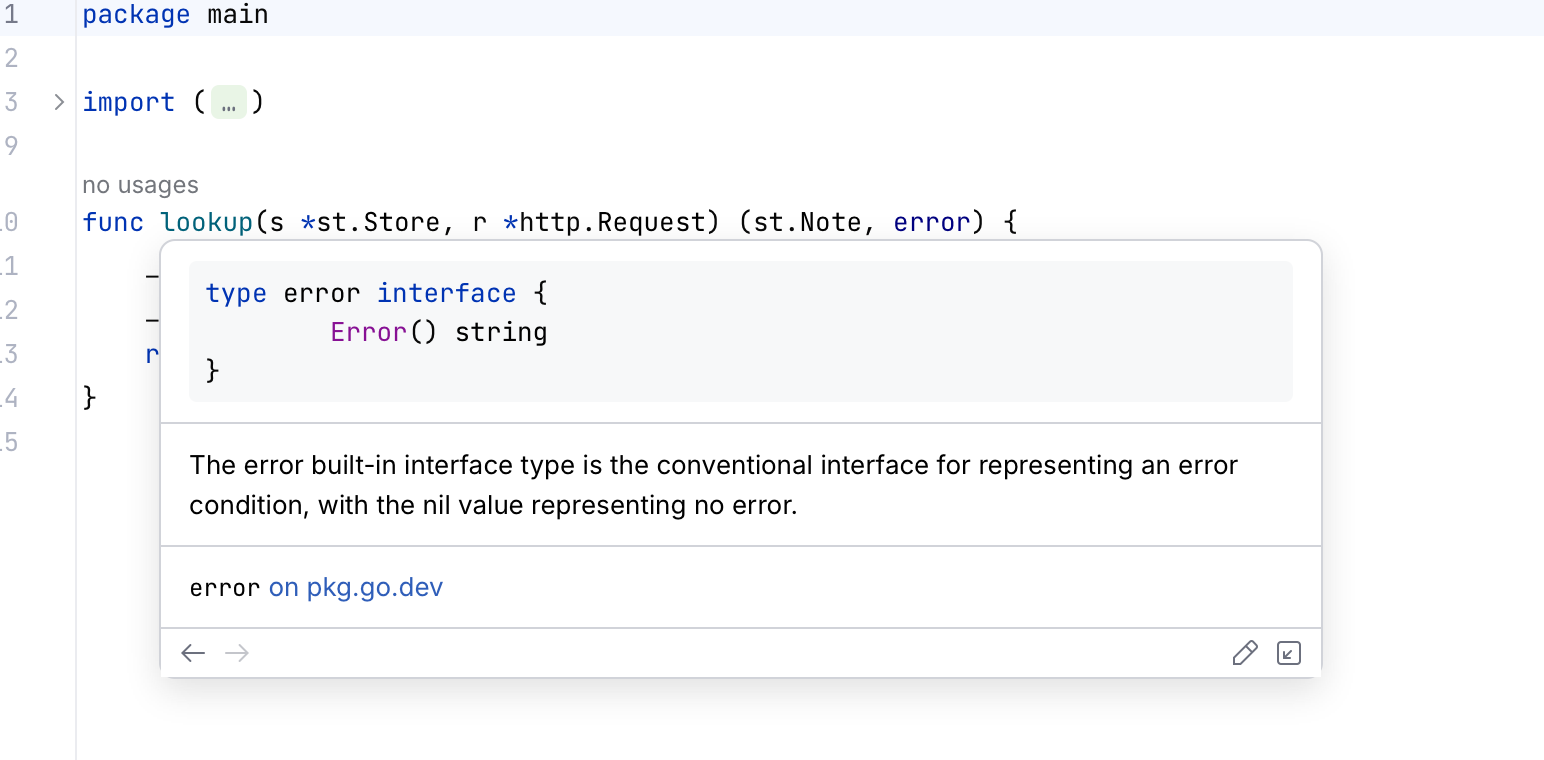 1 package main
2
3 import (...)
9
no usages
0 func lookup(s *st.Store, r *http.Request) (st.Note, error) {
11 _
12 _
13 r
14 }
15
type error interface {
Error() string
}
The error built-in interface type is the conventional interface for representing an error
condition, with the nil value representing no error.
error on pkg.go.dev